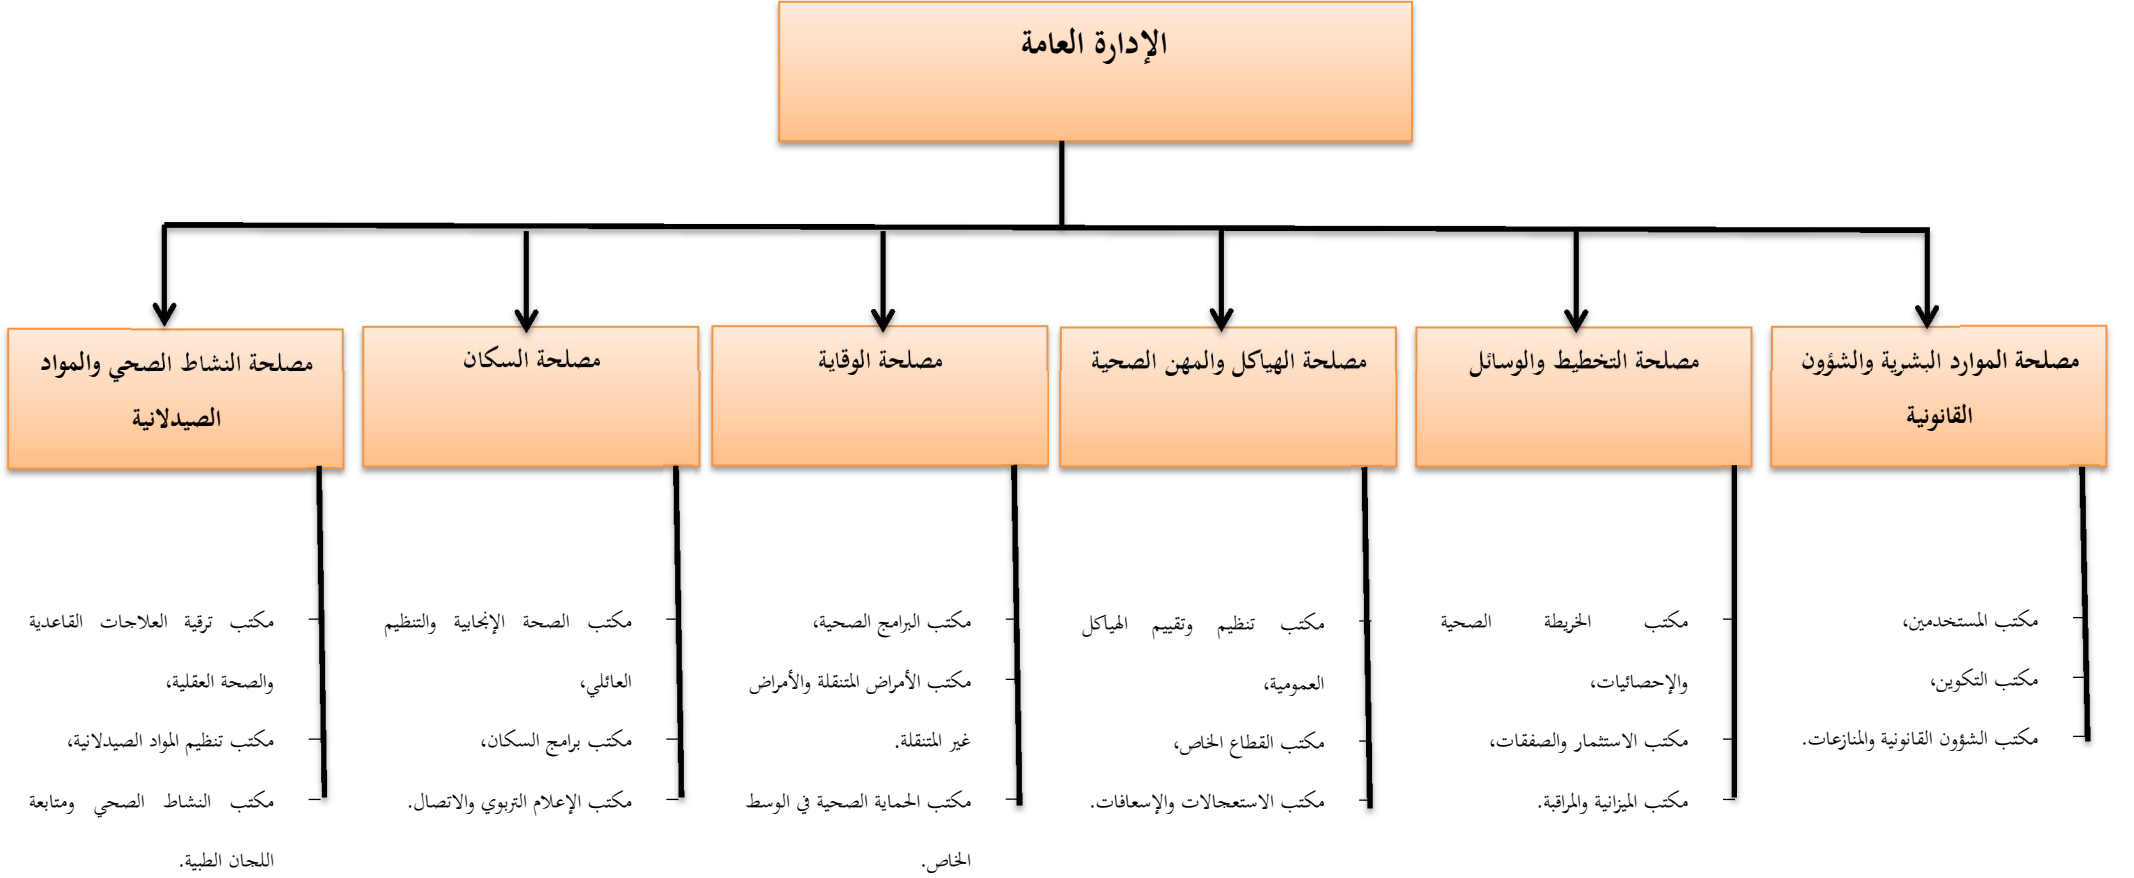 الإدارة العامة
مصلحة الموارد البشرية والشؤون
القانونية
مصلحة التخطيط والوسائل
مصلحة الهياكل والمهن الصحية
مصلحة الوقاية
مصلحة السكان
مصلحة النشاط الصحي والمواد
الصيدلانية
– مكتب المستخدمين،
– مكتب التكوين،
– مكتب الشؤون القانونية والمنازعات.
– مكتب الخريطة الصحية
والإحصائيات،
– مكتب الاستثمار والصفقات،
– مكتب الميزانية والمراقبة.
– مكتب تنظيم وتقييم الهياكل
العمومية،
– مكتب القطاع الخاص،
– مكتب الاستعجالات والإسعافات.
– مكتب البرامج الصحية،
– مكتب الأمراض المتنقلة والأمراض
غير المتنقلة.
– مكتب الحماية الصحية في الوسط
الخاص.
– مكتب الصحة الإنجابية والتنظيم
العائلي،
– مكتب برامج السكان،
– مكتب الإعلام التربوي والاتصال.
– مكتب ترقية العلاجات القاعدية
والصحة العقلية،
– مكتب تنظيم المواد الصيدلانية،
– مكتب النشاط الصحي ومتابعة
اللجان الطبية.